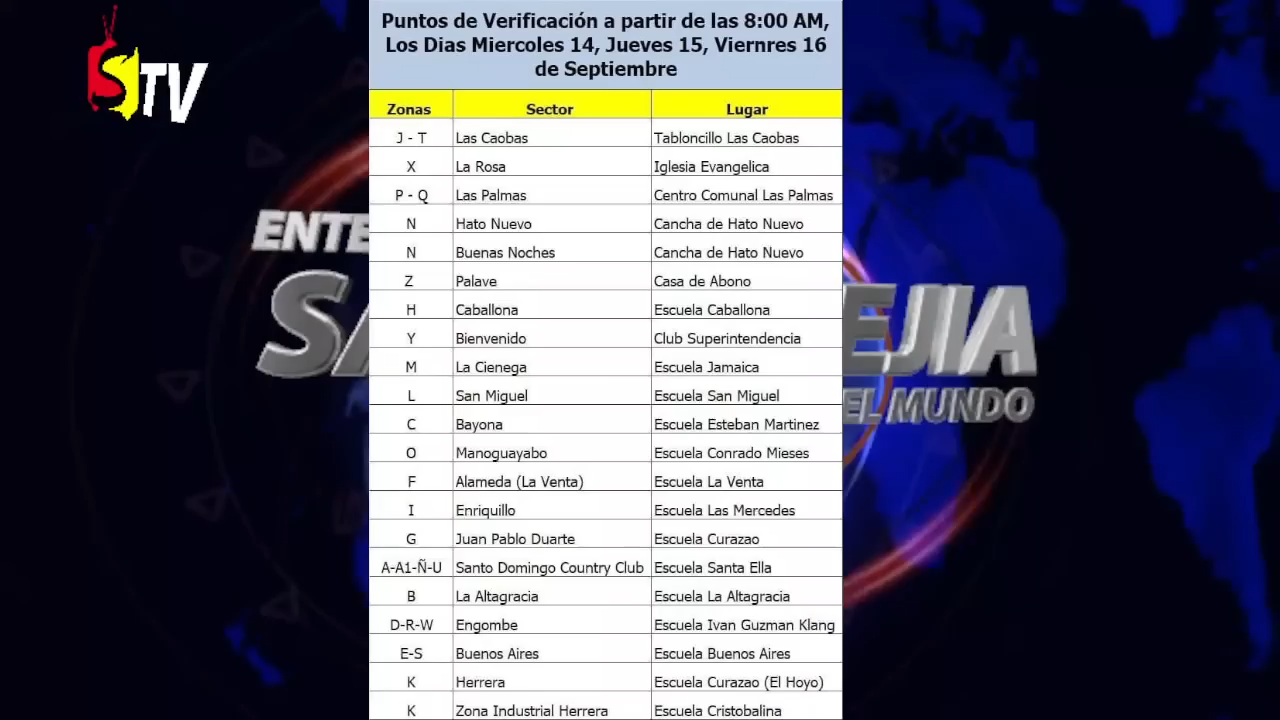 STV
Puntos de Verificación a partir de las 8:00 AM,
Los Dias Miercoles 14, Jueves 15, Viernres 16
de Septiembre
Zonas Sector Lugar
J - T Las Caobas Tabloncillo Las Caobas
X La Rosa Iglesia Evangelica
P - Q Las Palmas Centro Comunal Las Palmas
N Hato Nuevo Cancha de Hato Nuevo
N Buenas Noches Cancha de Hato Nuevo
Z Palave Casa de Abono
H Caballona Escuela Caballona
Y Bienvenido Club Superintendencia
M La Cienega Escuela Jamaica
L San Miguel Escuela San Miguel
C Bayona Escuela Esteban Martinez
O Manoguayabo Escuela Conrado Mieses
F Alameda (La Venta) Escuela La Venta
I Enriquillo Escuela Las Mercedes
G Juan Pablo Duarte Escuela Curazao
A-A1-Ñ-U Santo Domingo Country Club Escuela Santa Ella
B La Altagracia Escuela La Altagracia
D-R-W Engombe Escuela Ivan Guzman Klang
E-S Buenos Aires Escuela Buenos Aires
K Herrera Escuela Curazao (El Hoyo)
K Zona Industrial Herrera Escuela Cristobalina
ENTE
EJIA
EL MUNDO